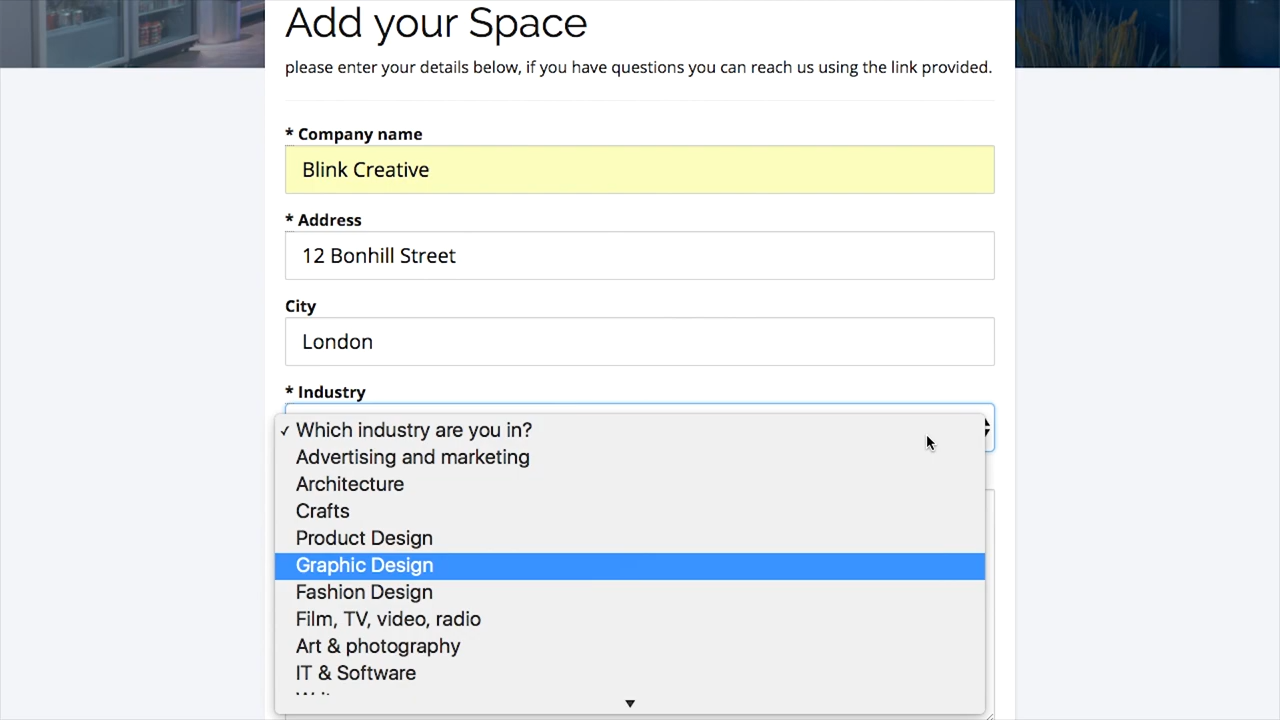 Add your Space
please enter your details below, if you have questions you can reach us using the link provided.
* Company name
Blink Creative
* Address
12 Bonhill Street
City
London
* Industry
✓ Which industry are you in?
Advertising and marketing
Architecture
Crafts
Product Design
Graphic Design
Fashion Design
Film, TV, video, radio
Art & photography
IT & Software